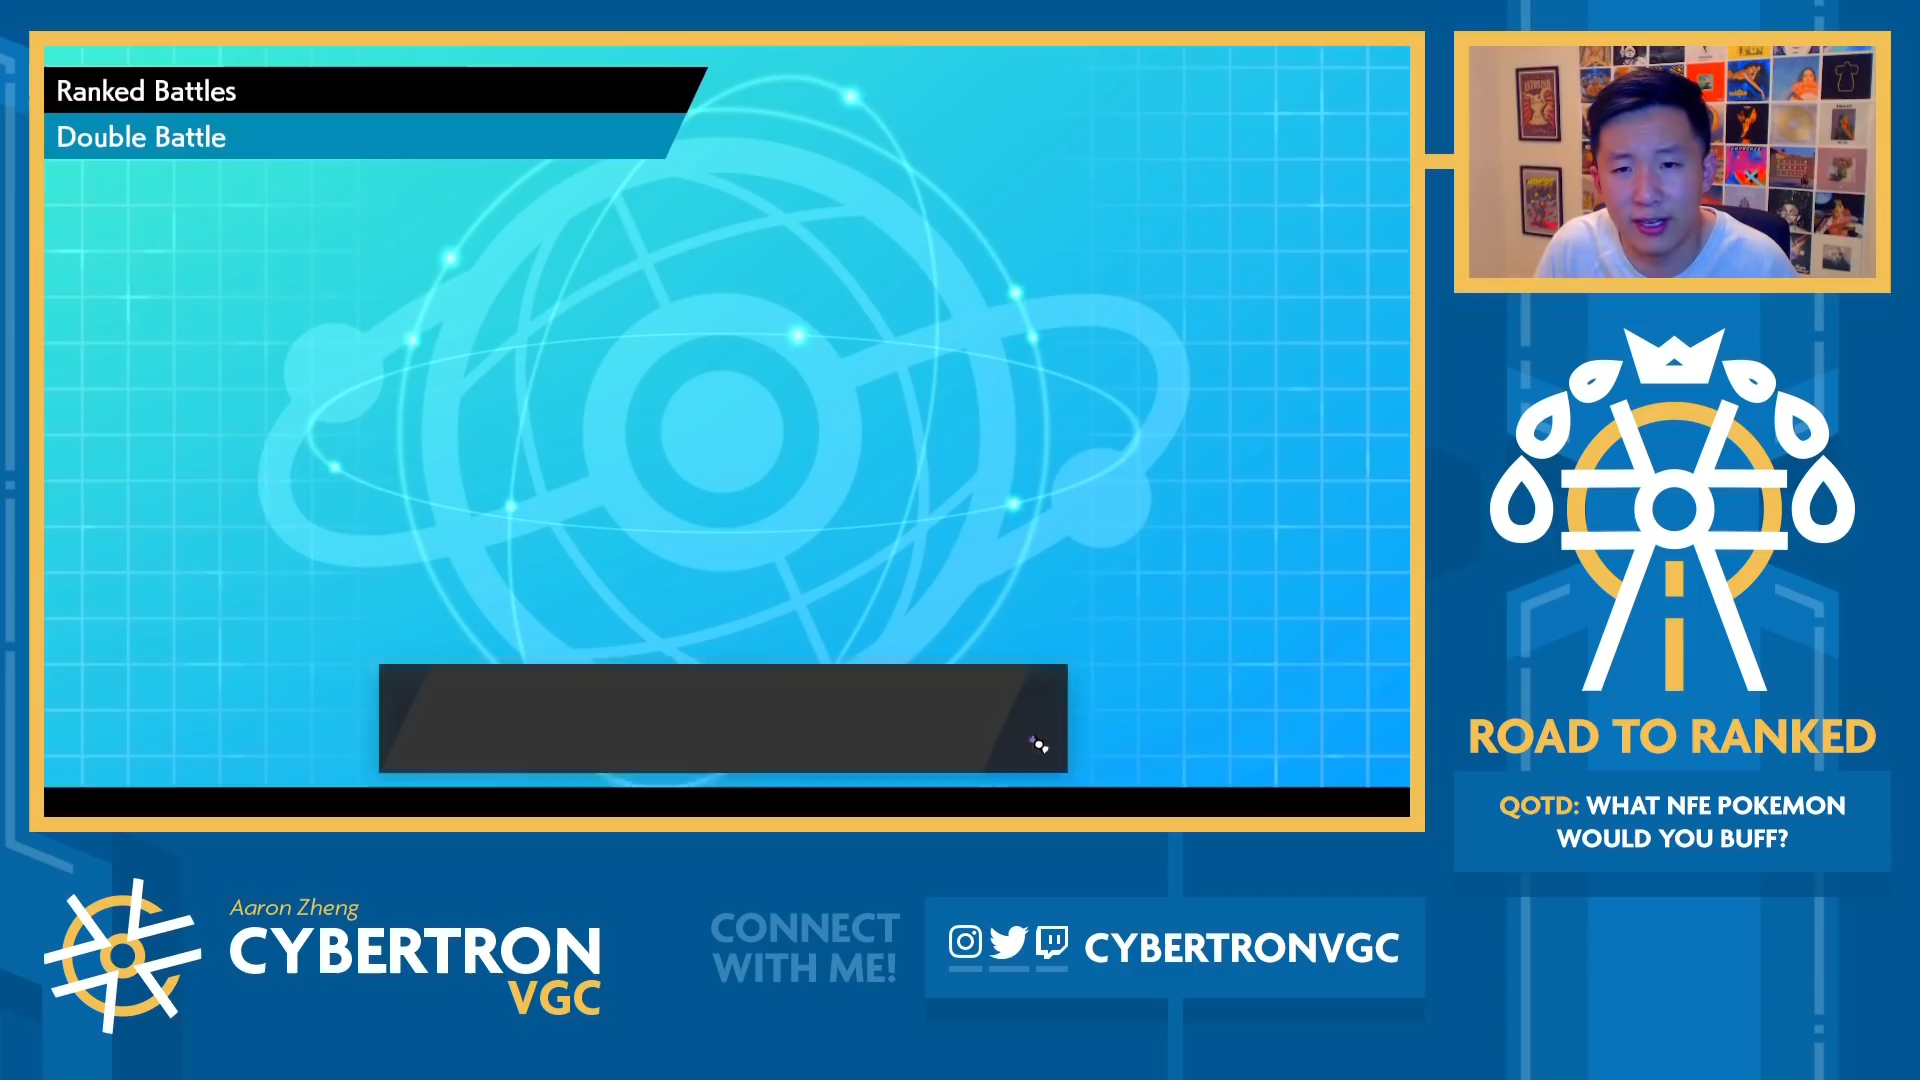 Ranked Battles
Double Battle
ROAD TO RANKED
QOTD: WHAT NFE POKEMON
WOULD YOU BUFF?
Aaron Zheng
CYBERTRON
VGC
CONNECT
WITH ME!
CYBERTRONVGC